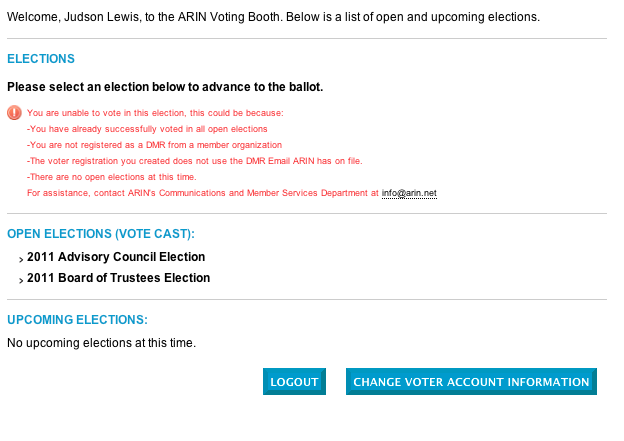 Welcome, Judson Lewis, to the ARIN Voting Booth. Below is a list of open and upcoming elections.
ELECTIONS
Please select an election below to advance to the ballot.
You are unable to vote in this election, this could be because:
-You have already successfully voted in all open elections
-You are not registered as a DMR from a member organization
-The voter registration you created does not use the DMR Email ARIN has on file.
-There are no open elections at this time.
For assistance, contact ARIN's Communications and Member Services Department at info@arin.net
OPEN ELECTIONS (VOTE CAST):
2011 Advisory Council Election
2011 Board of Trustees Election
UPCOMING ELECTIONS:
No upcoming elections at this time.
LOGOUT CHANGE VOTER ACCOUNT INFORMATION